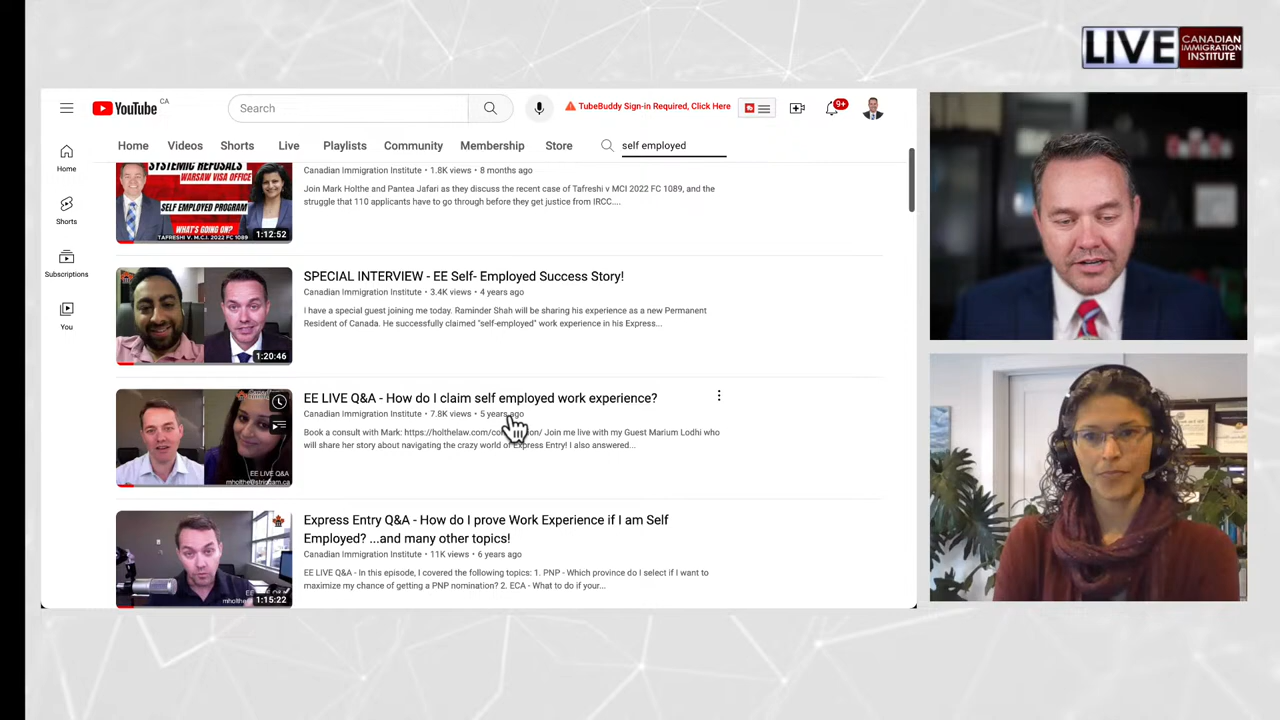 LIVE
CANADIAN
IMMIGRATION
INSTITUTE
YouTube CA
Search
TubeBuddy Sign-in Required, Click Here
9+
Home
Videos
Shorts
Live
Playlists
Community
Membership
Store
self employed
Home
Shorts
Subscriptions
You
SYSTEMIC REFUSALS
WARSAW VISA OFFICE
SELF EMPLOYED
PROGRAM
WHAT'S GOING ON?
TAFRESHI V. M.C.I. 2022 FC 1089
1:12:52
Canadian Immigration Institute • 1.8K views • 8 months ago
Join Mark Holthe and Pantea Jafari as they discuss the recent case of Tafreshi v MCI 2022 FC 1089, and the
struggle that 110 applicants have to go through before they get justice from IRCC....
1:20:46
SPECIAL INTERVIEW - EE Self- Employed Success Story!
Canadian Immigration Institute • 3.4K views • 4 years ago
I have a special guest joining me today. Raminder Shah will be sharing his experience as a new Permanent
Resident of Canada. He successfully claimed "self-employed" work experience in his Express...
EE LIVE Q&A
EE LIVE Q&A - How do I claim self employed work experience?
Canadian Immigration Institute • 7.8K views • 5 years ago
Book a consult with Mark: https://holthelaw.com/ Join me live with my Guest Marium Lodhi who
will share her story about navigating the crazy world of Express Entry! I also answered...
1:15:22
Express Entry Q&A - How do I prove Work Experience if I am Self
Employed? ...and many other topics!
Canadian Immigration Institute • 11K views • 6 years ago
EE LIVE Q&A - In this episode, I covered the following topics: 1. PNP - Which province do I select if I want to
maximize my chance of getting a PNP nomination? 2. ECA - What to do if your...